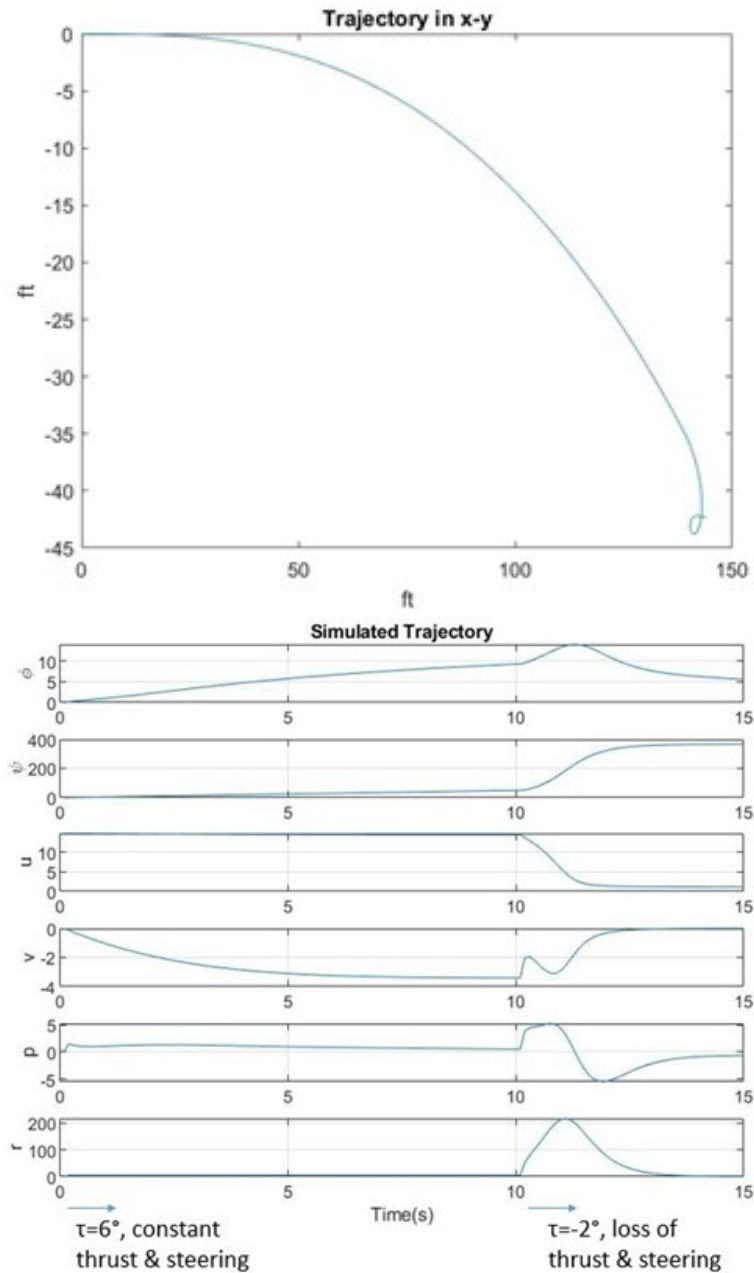 Trajectory in x-y
0
-5
-10
-15
-20
-25
-30
-35
-40
-45
ft
0 50 100 150
ft
Simulated Trajectory
ϕ
10
5
0
0 5 10 15
ψ
400
200
0
0 5 10 15
u
10
5
0
0 5 10 15
v
0
-2
-4
0 5 10 15
p
5
0
-5
0 5 10 15
r
200
100
0
0 5 10 15
Time(s)
τ=6°, constant
thrust & steering
τ=-2°, loss of
thrust & steering